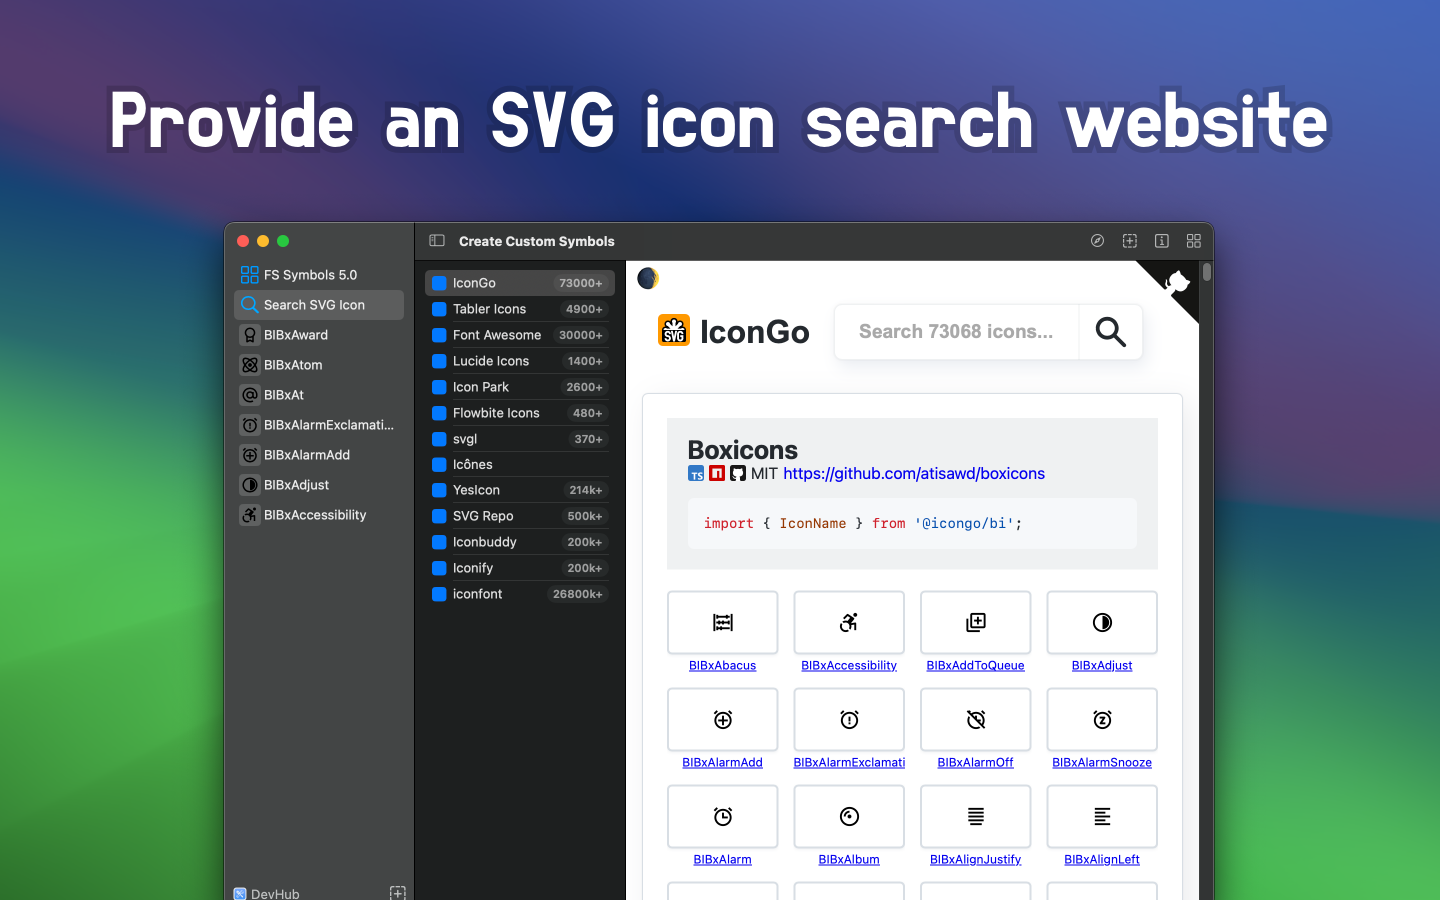 Provide an SVG icon search website
Create Custom Symbols
FS Symbols 5.0
Search SVG Icon
BIBxAward
BIBxAtom
BIBxAt
BIBxAlarmExclamati...
BIBxAlarmAdd
BIBxAdjust
BIBxAccessibility
DevHub
IconGo 73000+
Tabler Icons 4900+
Font Awesome 30000+
Lucide Icons 1400+
Icon Park 2600+
Flowbite Icons 480+
svgl 370+
Icônes
YesIcon 214k+
SVG Repo 500k+
Iconbuddy 200k+
Iconify 200k+
iconfont 26800k+
SVG IconGo
Search 73068 icons...
Boxicons
TS MIT https://github.com/atisawd/boxicons
import { IconName } from '@icongo/bi';
BIBxAbacus BIBxAccessibility BIBxAddToQueue BIBxAdjust
BIBxAlarmAdd BIBxAlarmExclamati BIBxAlarmOff BIBxAlarmSnooze
BIBxAlarm BIBxAlbum BIBxAlignJustify BIBxAlignLeft